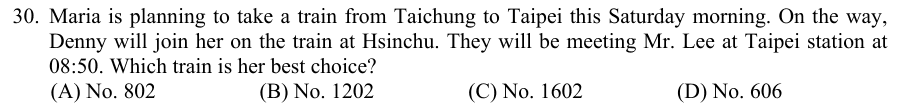 30. Maria is planning to take a train from Taichung to Taipei this Saturday morning. On the way,
Denny will join her on the train at Hsinchu. They will be meeting Mr. Lee at Taipei station at
08:50. Which train is her best choice?
(A) No. 802 (B) No. 1202 (C) No. 1602 (D) No. 606